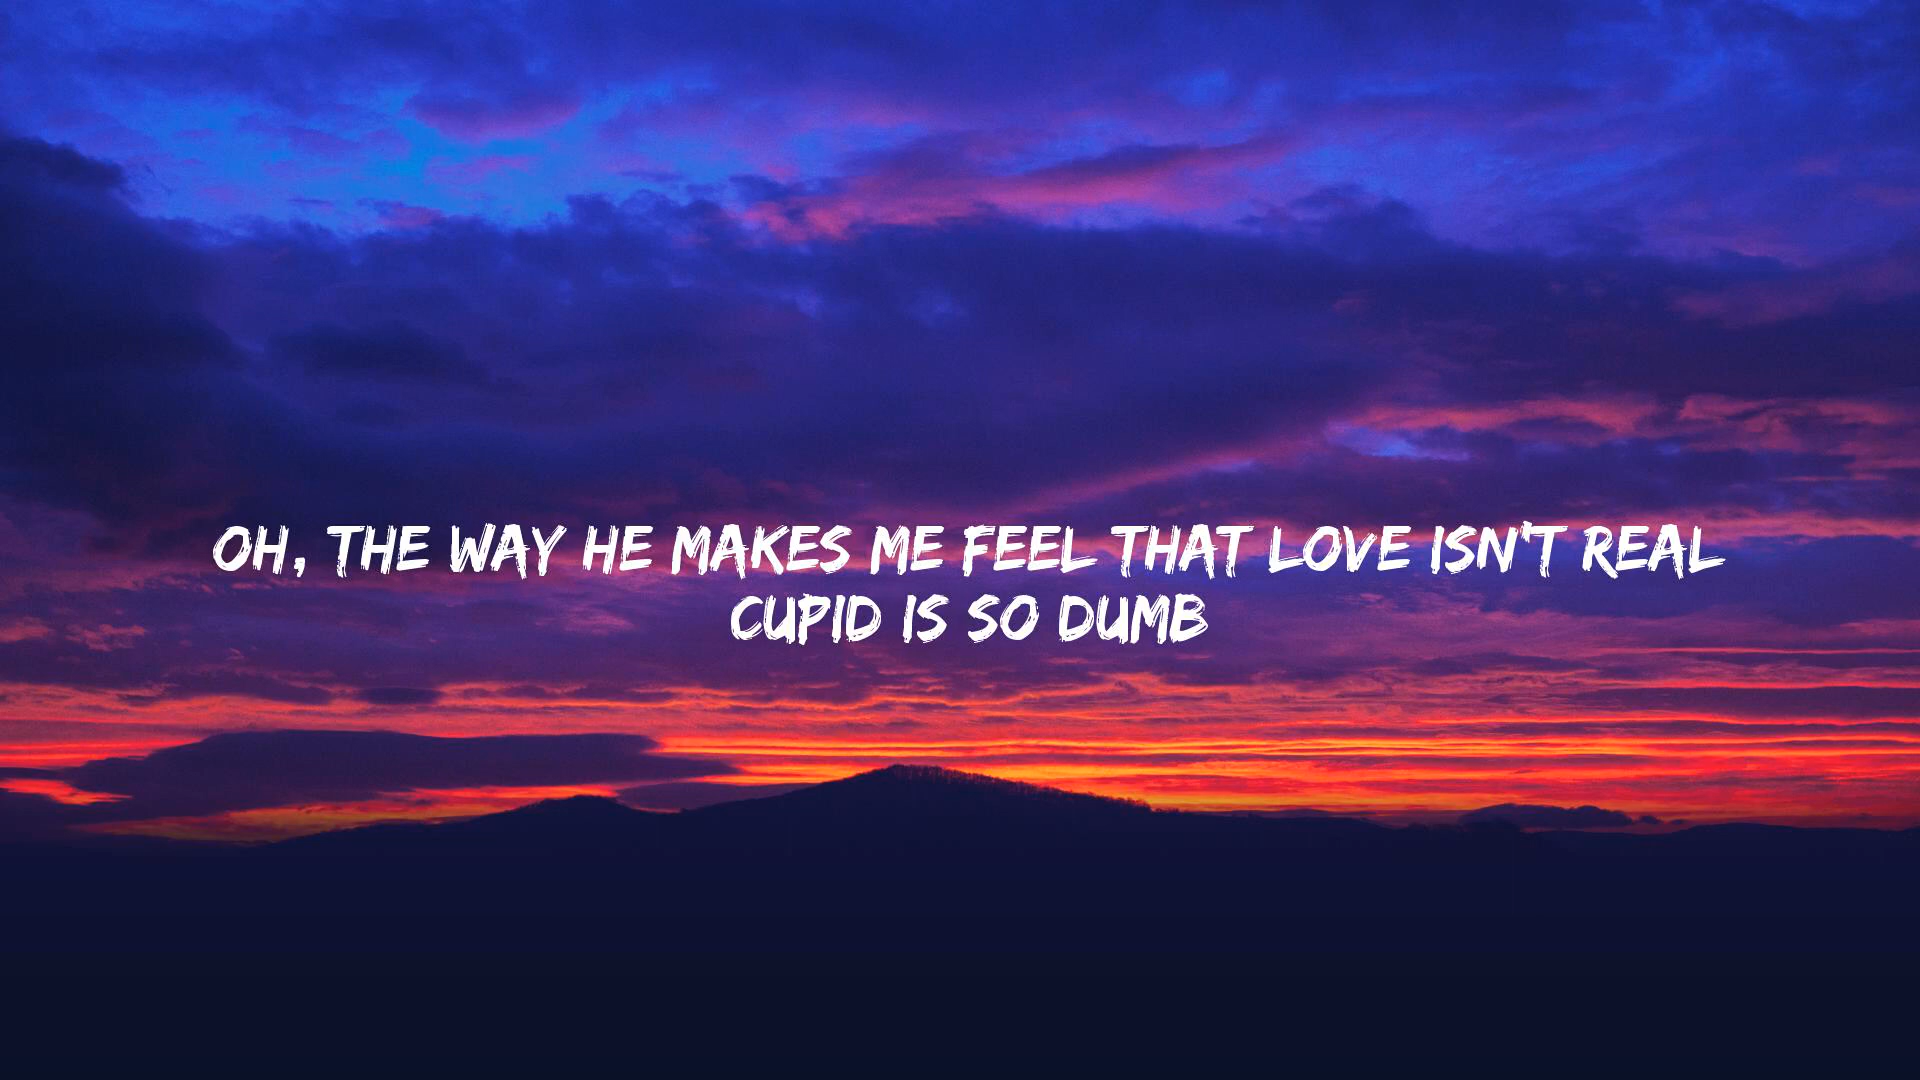 OH, THE WAY HE MAKES ME FEEL THAT LOVE ISN'T REAL
CUPID IS SO DUMB